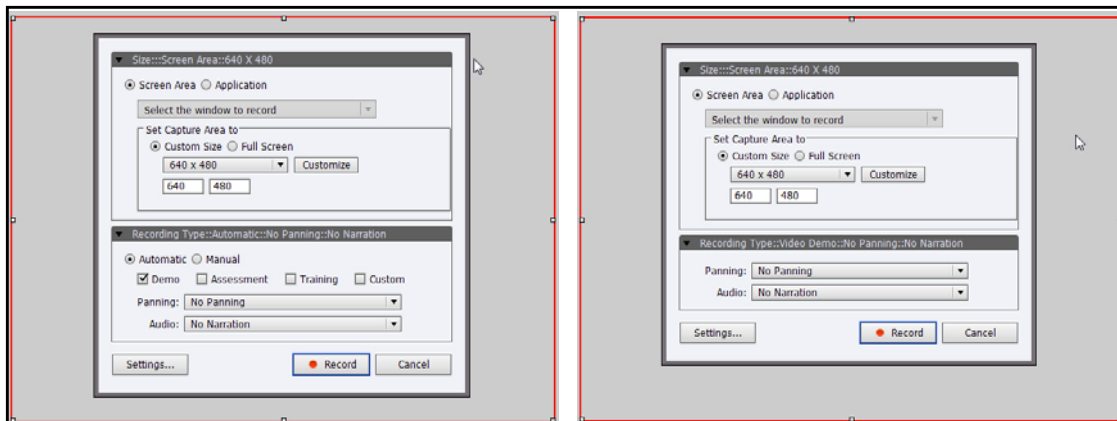 Size:::Screen Area::640 X 480
Screen Area Application
Select the window to record
Set Capture Area to
Custom Size Full Screen
640 x 480 Customize
640 480
Recording Type::Automatic::No Panning::No Narration
Automatic Manual
Demo Assessment Training Custom
Panning: No Panning
Audio: No Narration
Settings... Record Cancel
Size:::Screen Area::640 X 480
Screen Area Application
Select the window to record
Set Capture Area to
Custom Size Full Screen
640 x 480 Customize
640 480
Recording Type::Video Demo::No Panning::No Narration
Panning: No Panning
Audio: No Narration
Settings... Record Cancel